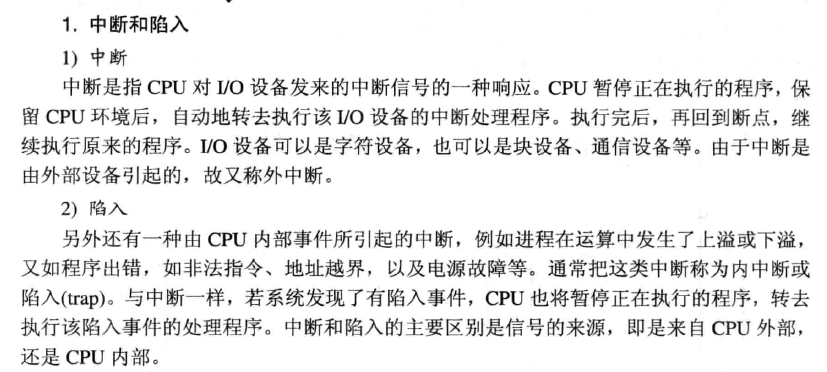 1. 中断和陷入
1) 中断
中断是指 CPU 对 I/O 设备发来的中断信号的一种响应。CPU 暂停正在执行的程序，保
留 CPU 环境后，自动地转去执行该 I/O 设备的中断处理程序。执行完后，再回到断点，继
续执行原来的程序。I/O 设备可以是字符设备，也可以是块设备、通信设备等。由于中断是
由外部设备引起的，故又称外中断。
2) 陷入
另外还有一种由 CPU 内部事件所引起的中断，例如进程在运算中发生了上溢或下溢，
又如程序出错，如非法指令、地址越界，以及电源故障等。通常把这类中断称为内中断或
陷入(trap)。与中断一样，若系统发现了有陷入事件，CPU 也将暂停正在执行的程序，转去
执行该陷入事件的处理程序。中断和陷入的主要区别是信号的来源，即是来自 CPU 外部，
还是 CPU 内部。